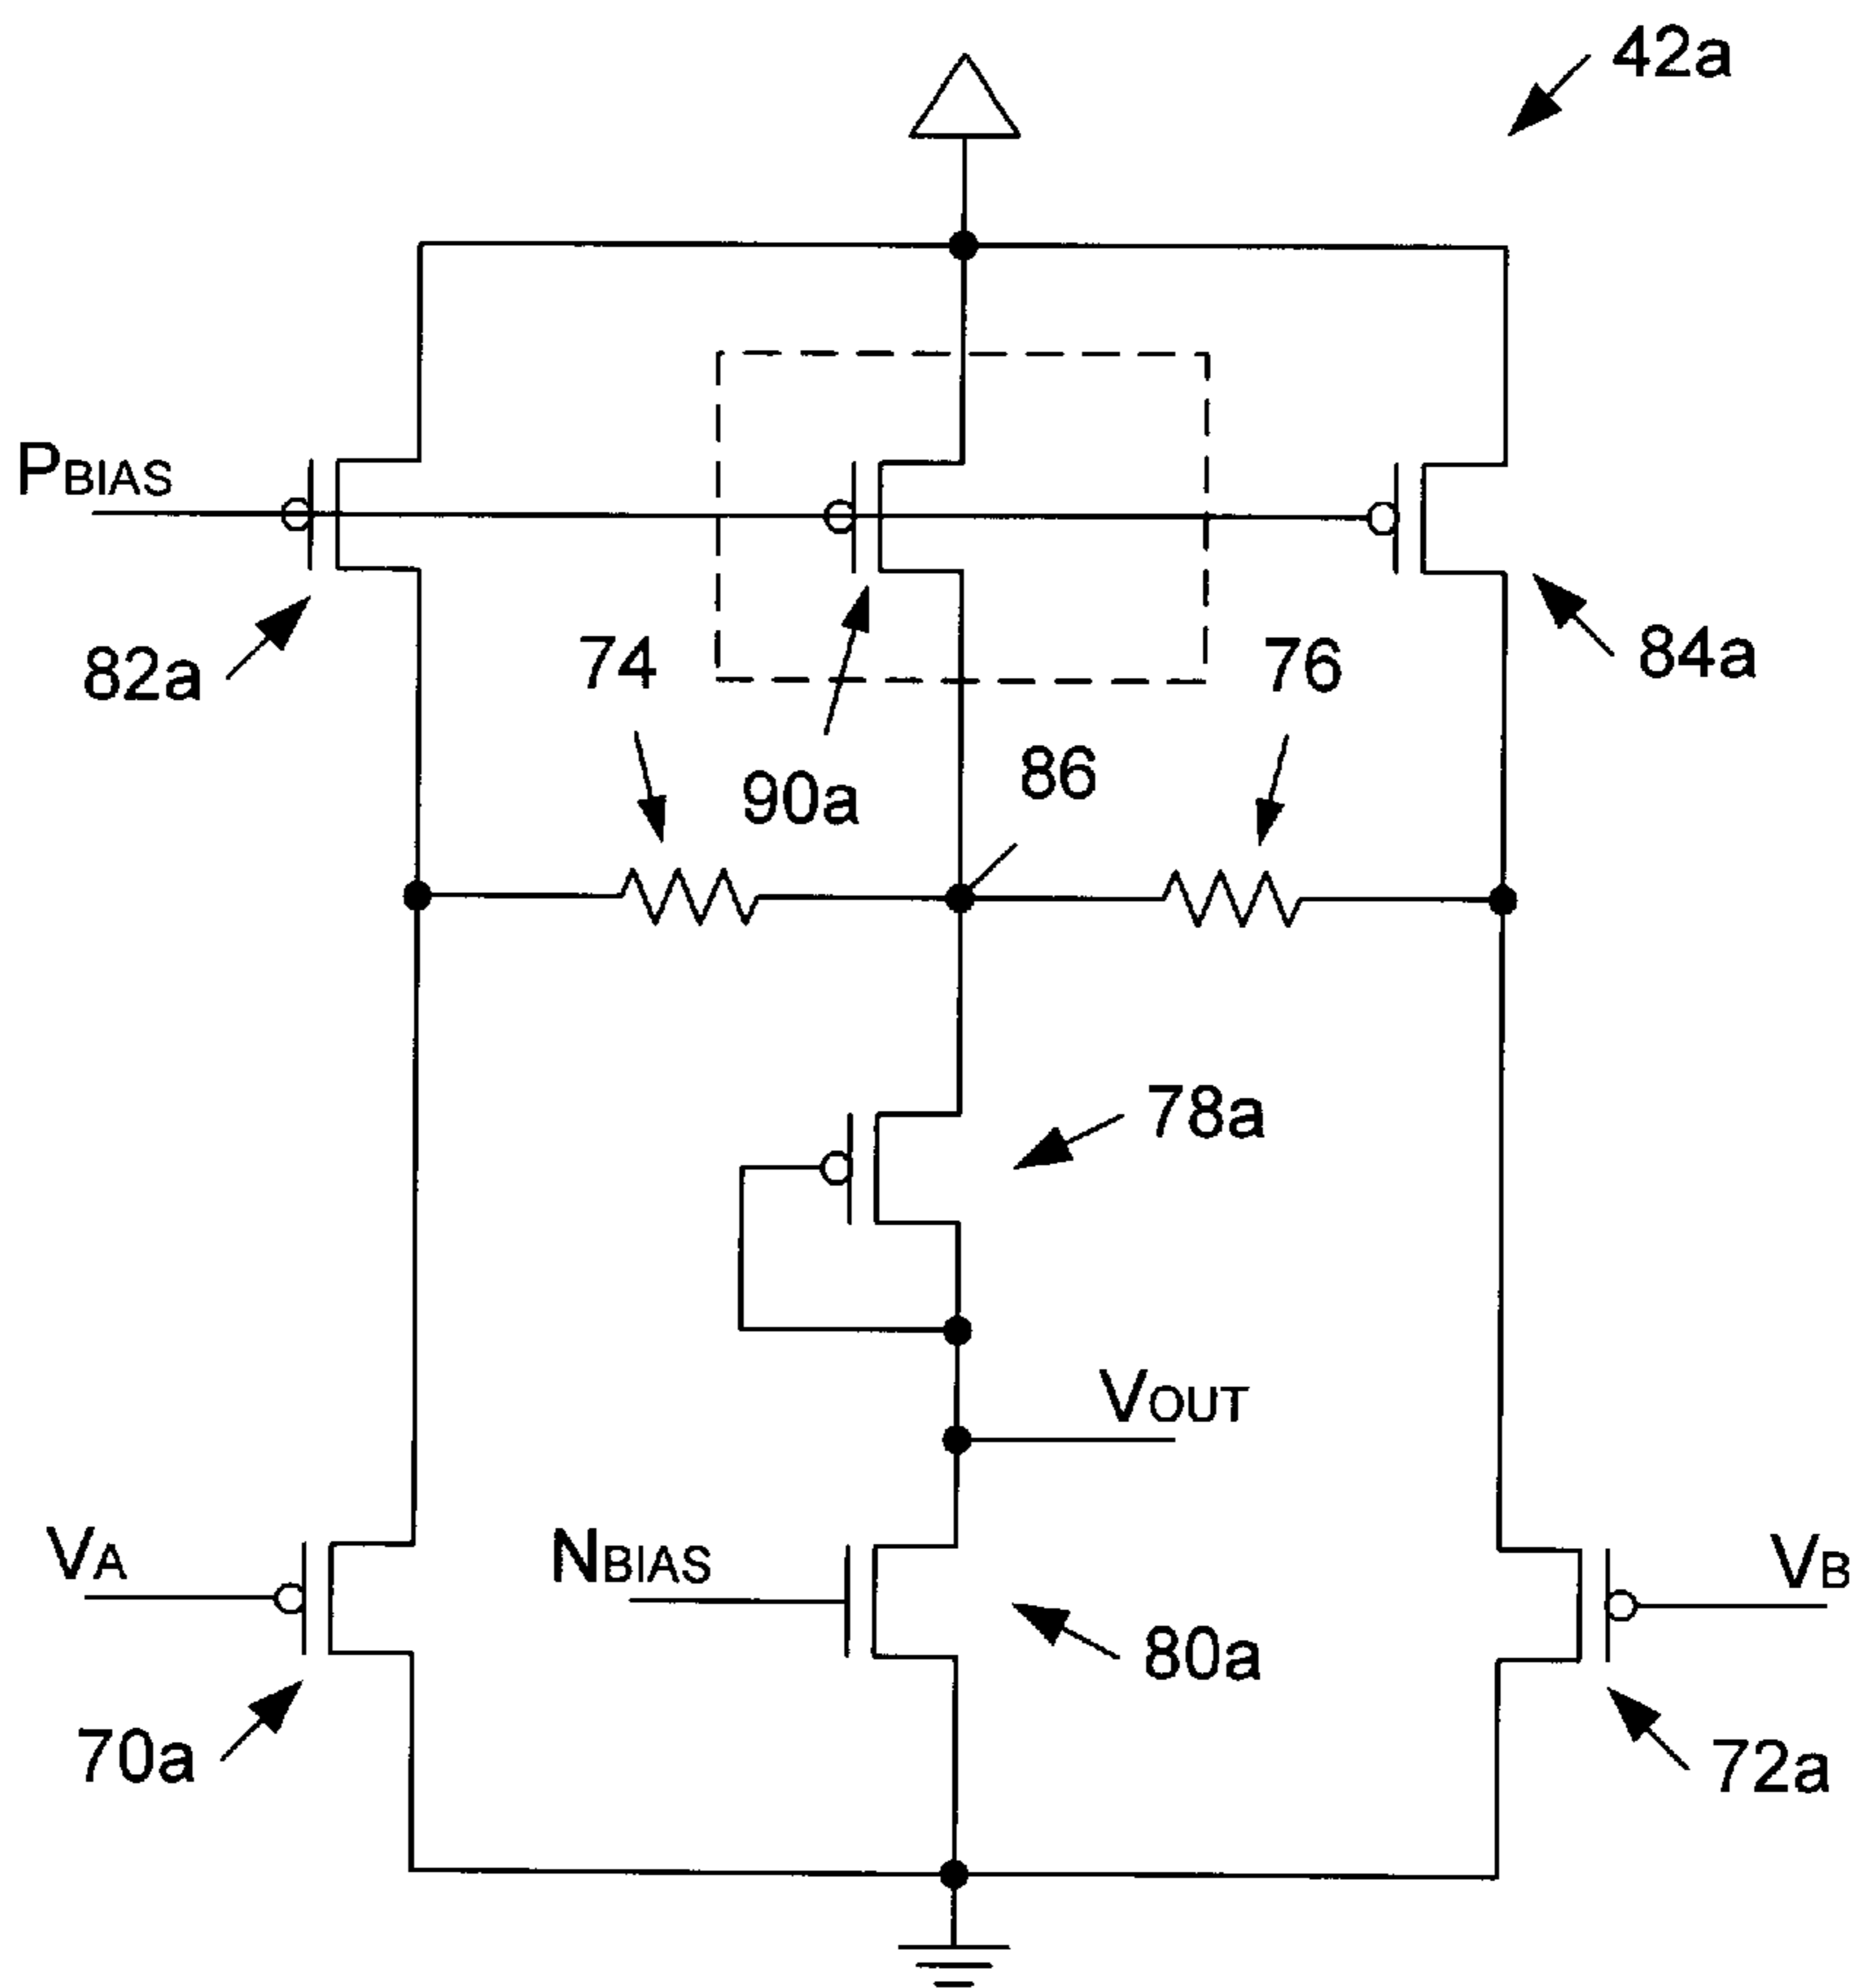 42a
PBIAS
82a
74
90a
86
76
84a
78a
VOUT
VA
NBIAS
VB
80a
70a
72a